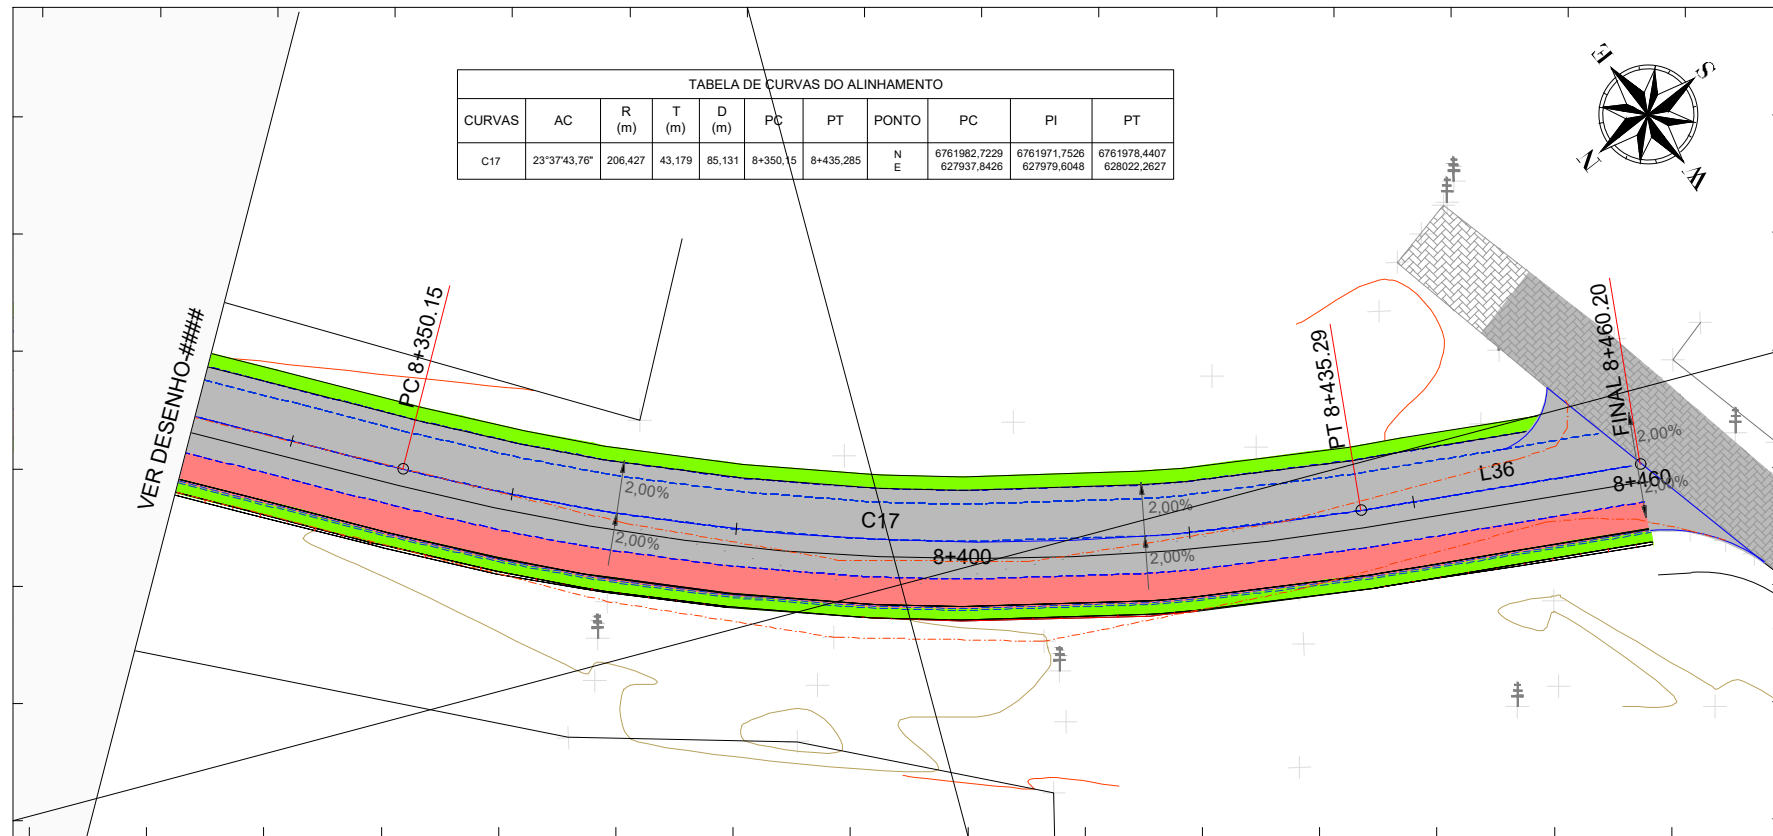 TABELA DE CURVAS DO ALINHAMENTO
CURVAS AC R (m) T (m) D (m) PC PT PONTO PC PI PT
C17 23°37'43,76" 206,427 43,179 85,131 8+350,15 8+435,285 N E 6761982,7229 627937,8426 6761971,7526 627979,6048 6761978,4407 628022,2627
E
S
N
W
VER DESENHO-####
PC 8+350.15
PT 8+435.29
FINAL 8+460.20
2,00%
2,00%
C17
8+400
2,00%
2,00%
L36
8+460
2,00%
2,00%